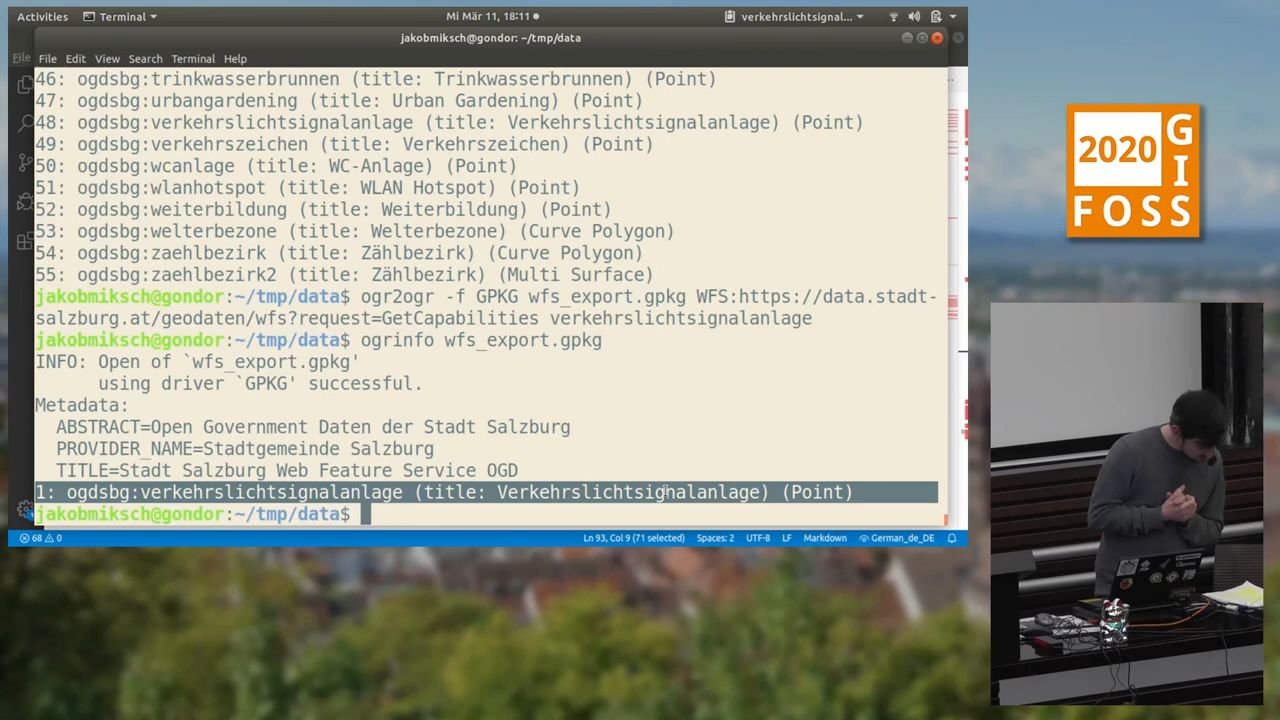 Activities Terminal Mi Mär 11, 18:11 verkehrslichtsignal...
jakobmiksch@gondor: ~/tmp/data
File File Edit View Search Terminal Help
46: ogdsbg:trinkwasserbrunnen (title: Trinkwasserbrunnen) (Point)
47: ogdsbg:urbangardening (title: Urban Gardening) (Point)
48: ogdsbg:verkehrslichtsignalanlage (title: Verkehrslichtsignalanlage) (Point)
49: ogdsbg:verkehrszeichen (title: Verkehrszeichen) (Point)
50: ogdsbg:wcanlage (title: WC-Anlage) (Point)
51: ogdsbg:wlanhotspot (title: WLAN Hotspot) (Point)
52: ogdsbg:weiterbildung (title: Weiterbildung) (Point)
53: ogdsbg:welterbezone (title: Welterbezone) (Curve Polygon)
54: ogdsbg:zaehlbezirk (title: Zählbezirk) (Curve Polygon)
55: ogdsbg:zaehlbezirk2 (title: Zählbezirk) (Multi Surface)
jakobmiksch@gondor:~/tmp/data$ ogr2ogr -f GPKG wfs_export.gpkg WFS:https://data.stadt-
salzburg.at/geodaten/wfs?request=GetCapabilities verkehrslichtsignalanlage
jakobmiksch@gondor:~/tmp/data$ ogrinfo wfs_export.gpkg
INFO: Open of `wfs_export.gpkg'
using driver `GPKG' successful.
Metadata:
ABSTRACT=Open Government Daten der Stadt Salzburg
PROVIDER_NAME=Stadtgemeinde Salzburg
TITLE=Stadt Salzburg Web Feature Service OGD
1: ogdsbg:verkehrslichtsignalanlage (title: Verkehrslichtsignalanlage) (Point)
jakobmiksch@gondor:~/tmp/data$
68 0 Ln 93, Col 9 (71 selected) Spaces: 2 UTF-8 LF Markdown German_de_DE
2020
G
I
FOSS